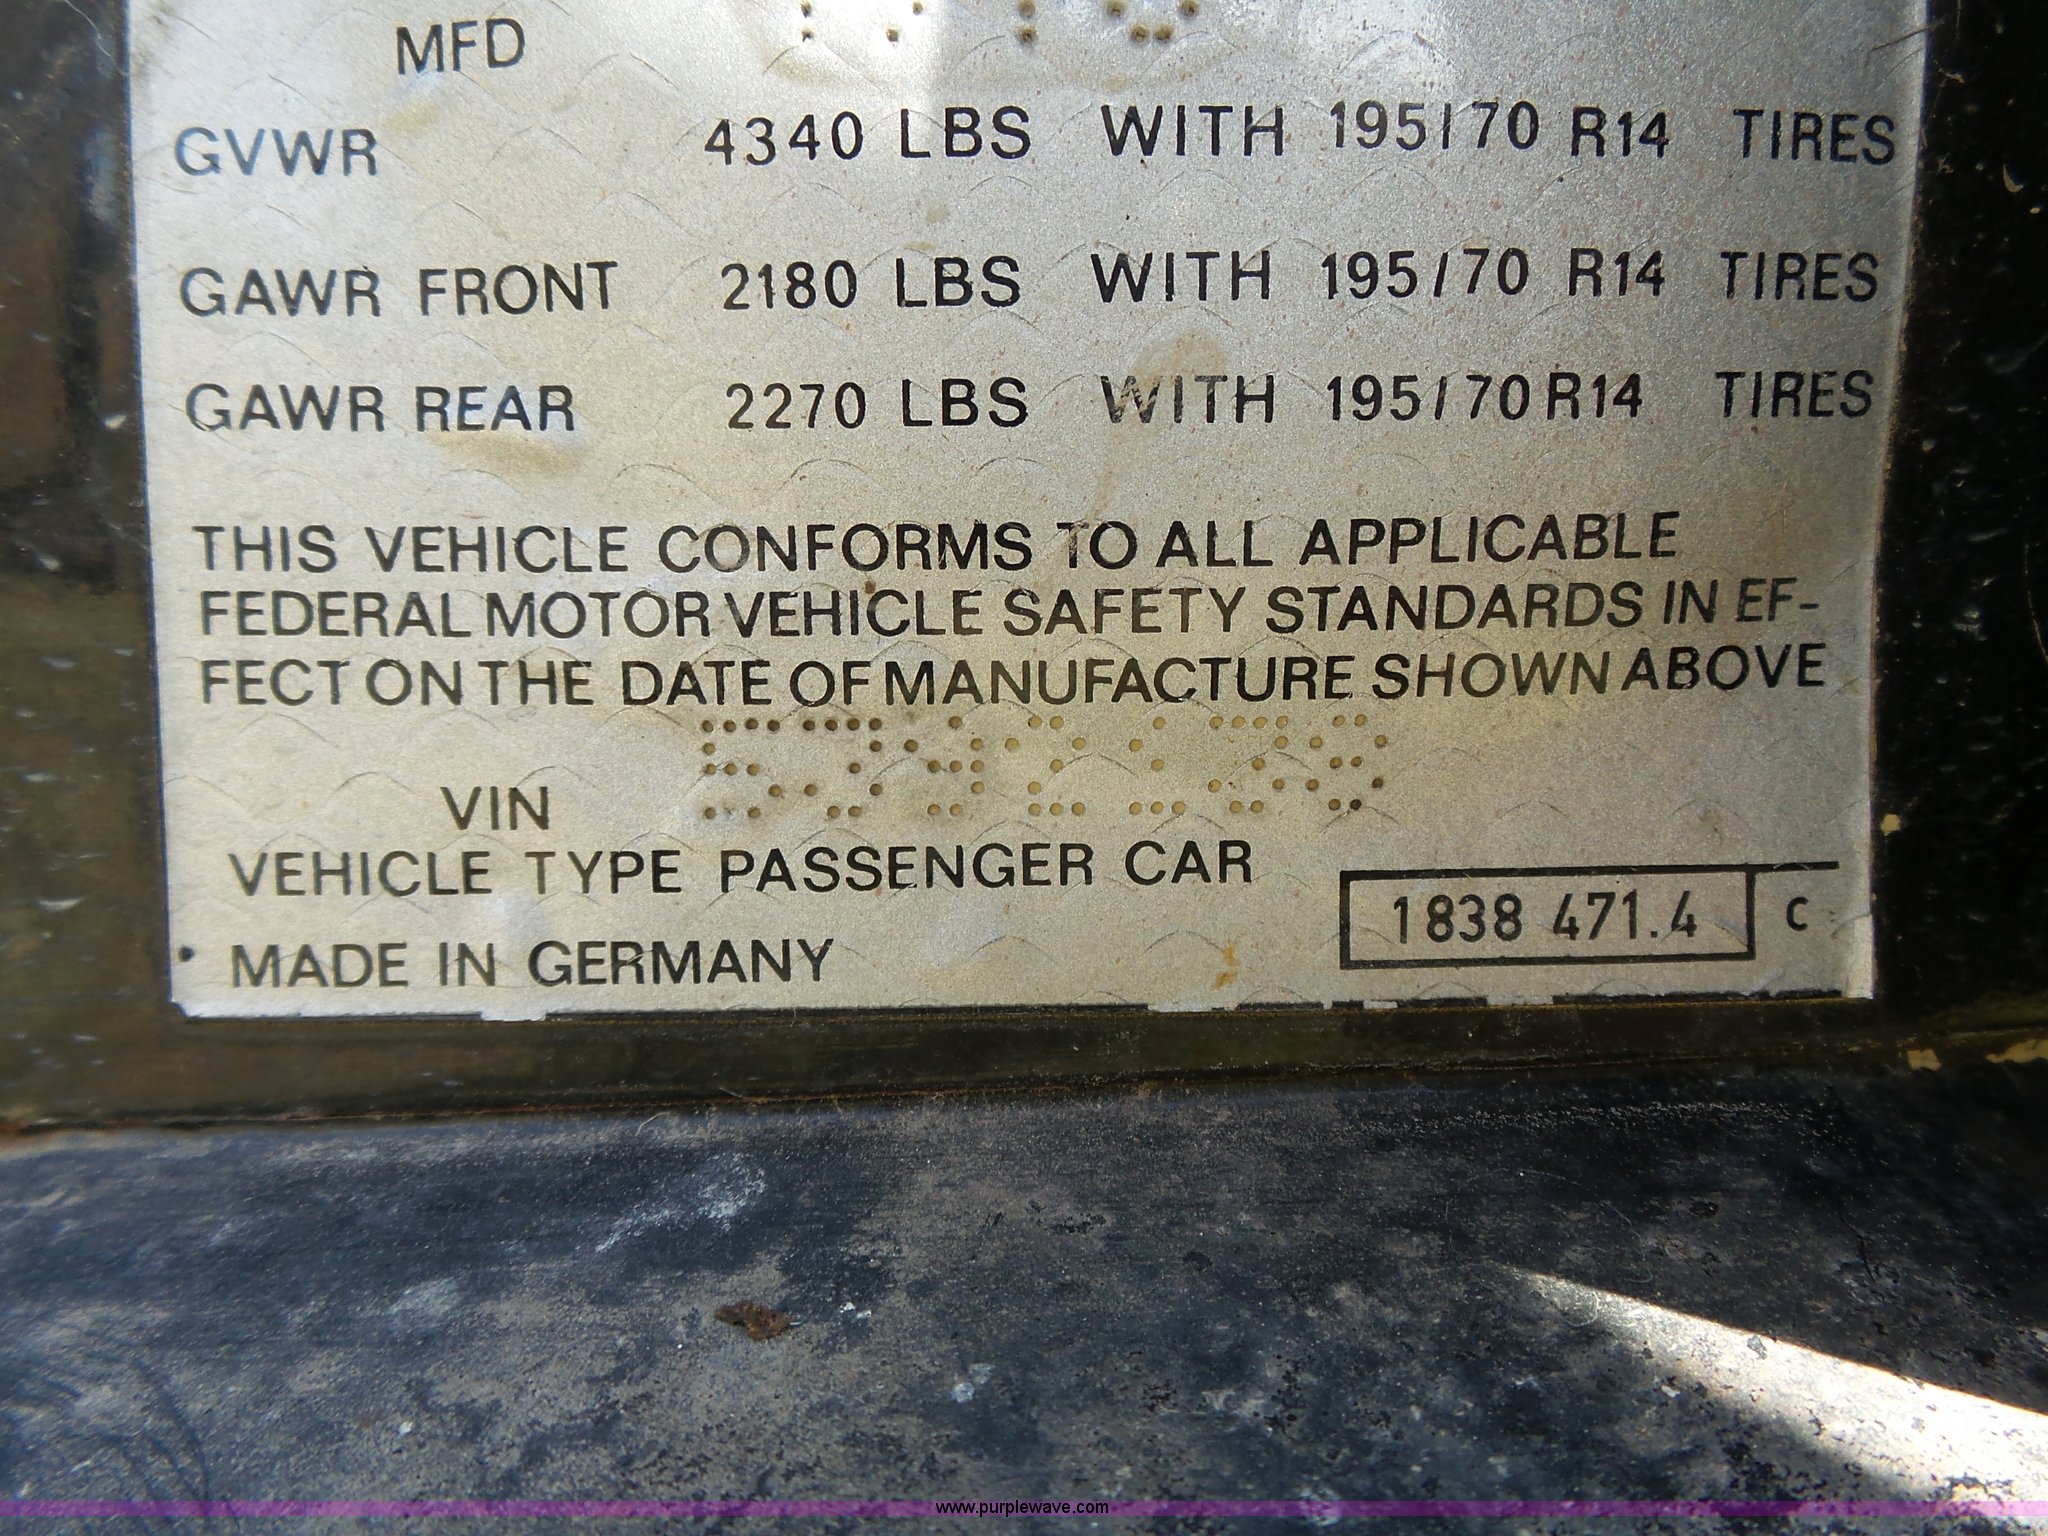 MFD
GVWR 4340 LBS WITH 195/70 R14 TIRES
GAWR FRONT 2180 LBS WITH 195/70 R14 TIRES
GAWR REAR 2270 LBS WITH 195/70 R14 TIRES
THIS VEHICLE CONFORMS TO ALL APPLICABLE
FEDERAL MOTOR VEHICLE SAFETY STANDARDS IN EF-
FECT ON THE DATE OF MANUFACTURE SHOWN ABOVE
VIN 5392138
VEHICLE TYPE PASSENGER CAR
MADE IN GERMANY
1838 471.4 C
www.purplewave.com